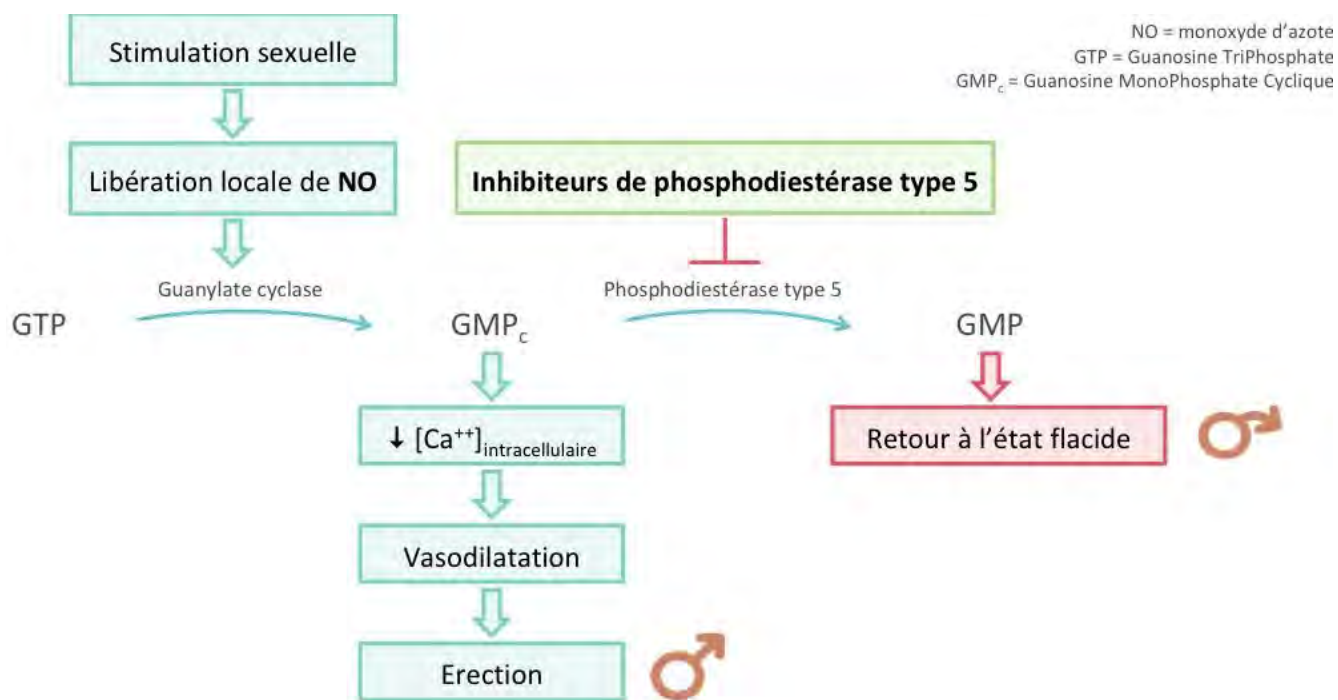 Stimulation sexuelle
NO = monoxyde d'azote
GTP = Guanosine TriPhosphate
GMPc = Guanosine MonoPhosphate Cyclique
Libération locale de NO
Inhibiteurs de phosphodiestérase type 5
Guanylate cyclase
Phosphodiestérase type 5
GTP
GMPc
GMP
↓ [Ca++]intracellulaire
Retour à l'état flacide
Vasodilatation
Erection